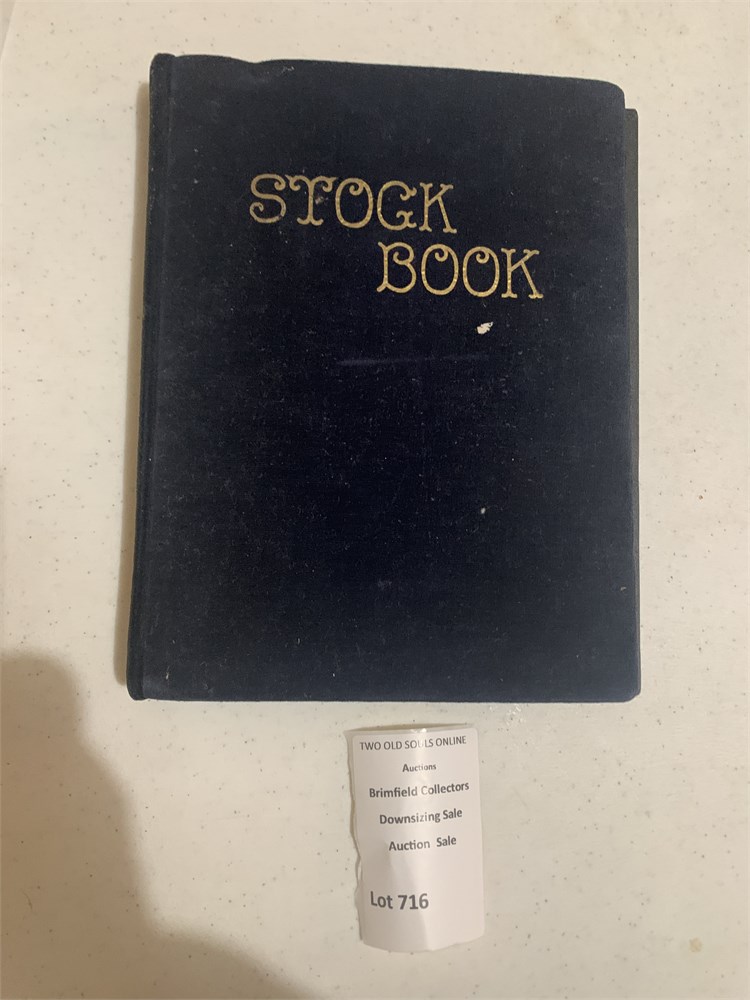 STOCK
BOOK
TWO OLD SOULS ONLINE
Auctions
Brimfield Collectors
Downsizing Sale
Auction Sale
Lot 716